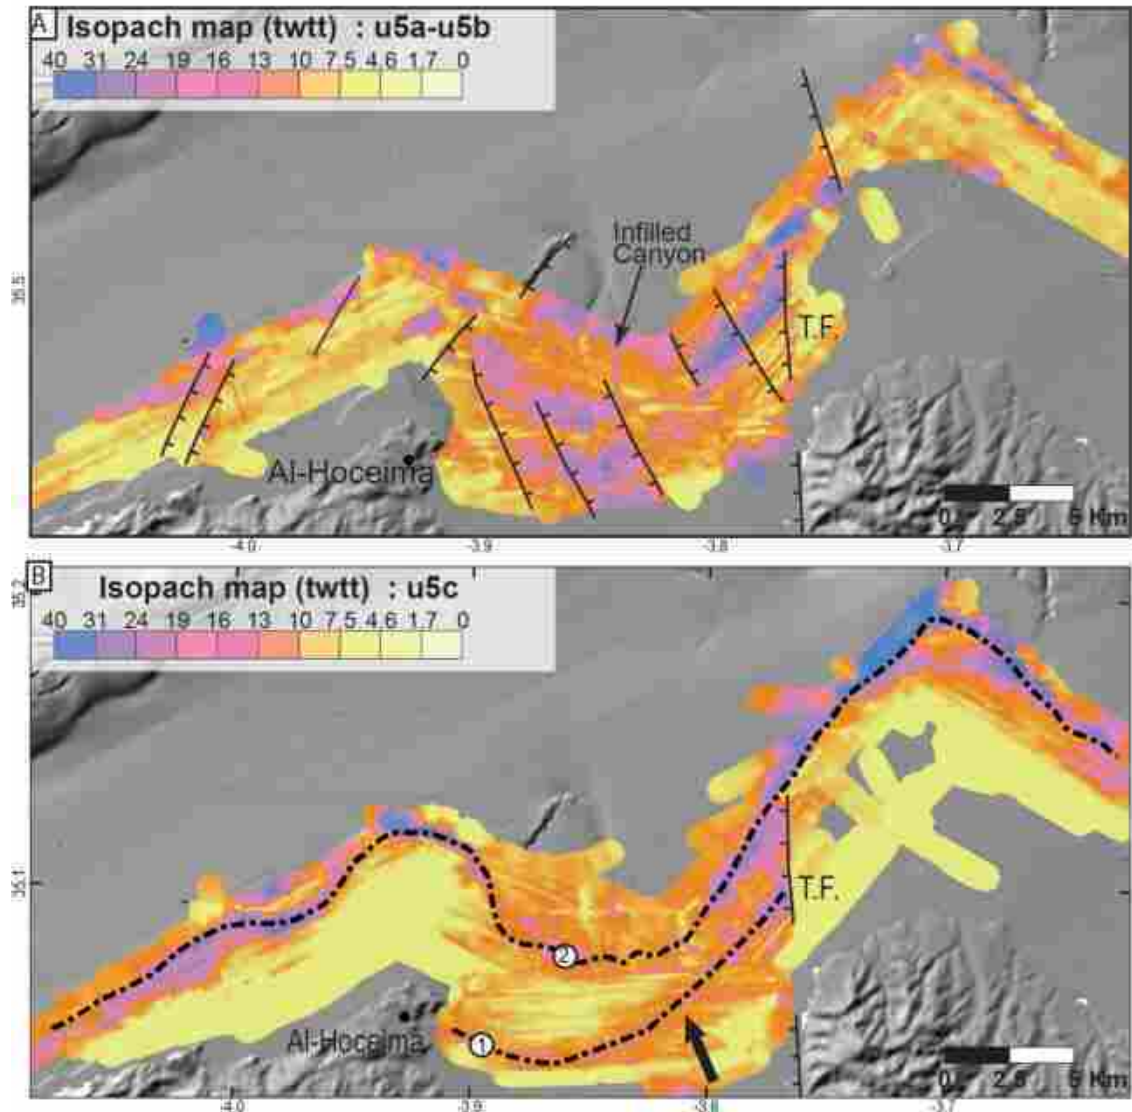 A
Isopach map (twtt) : u5a-u5b
40 31 24 19 16 13 10 7.5 4.6 1.7 0
Infilled
Canyon
T.F.
Al-Hoceima
0 2.5 5 Km
35.5
-4.0 -3.9 -3.8 -3.7
B
Isopach map (twtt) : u5c
40 31 24 19 16 13 10 7.5 4.6 1.7 0
35.2
35.1
T.F.
2
Al-Hoceima
1
0 2.5 5 Km
-4.0 -3.9 -3.8 -3.7